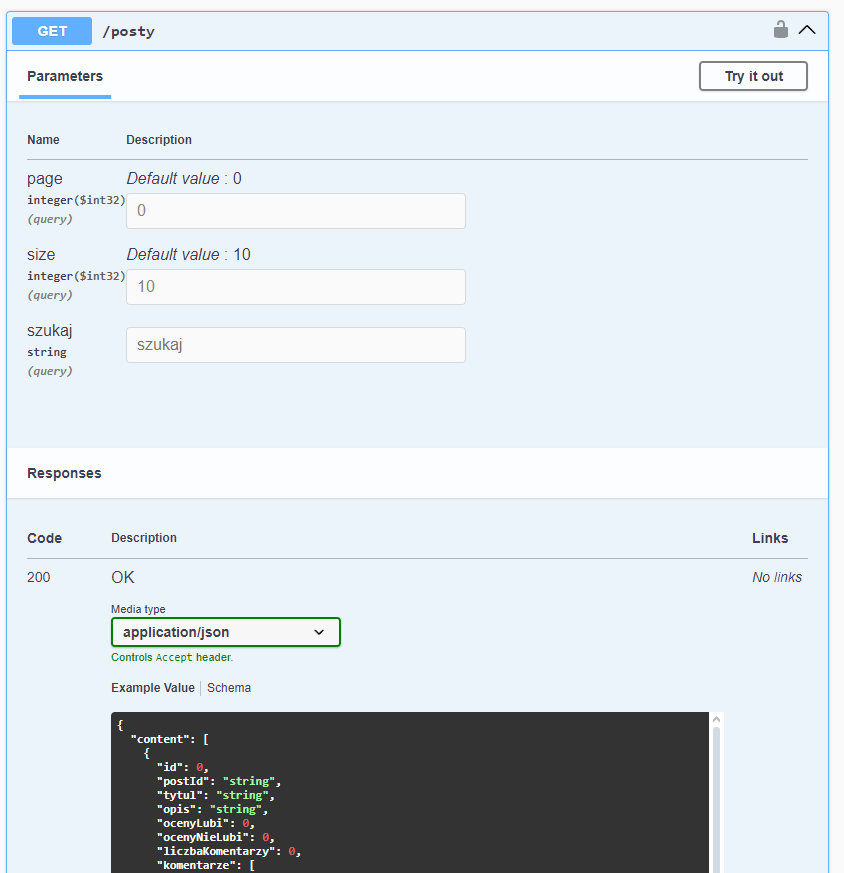 GET /posty
Parameters
Try it out
Name Description
page Default value : 0
integer($int32) 0
(query)
size Default value : 10
integer($int32) 10
(query)
szukaj
string szukaj
(query)
Responses
Code Description Links
200 OK No links
Media type
application/json
Controls Accept header.
Example Value Schema
{
"content": [
{
"id": 0,
"postId": "string",
"tytul": "string",
"opis": "string",
"ocenyLubi": 0,
"ocenyNieLubi": 0,
"liczbaKomentarzy": 0,
"komentarze": [